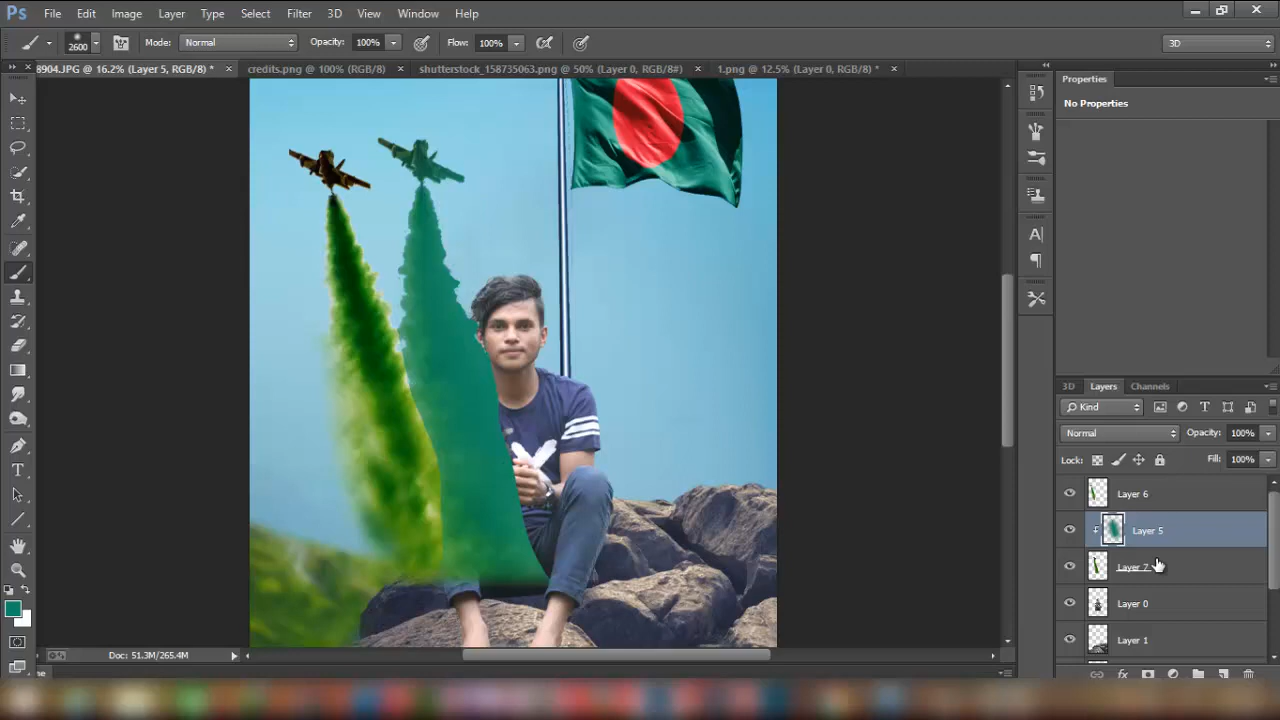 Ps File Edit Image Layer Type Select Filter 3D View Window Help
2600 Mode: Normal Opacity: 100% Flow: 100% 3D
8904.JPG @ 16.2% (Layer 5, RGB/8) * × credits.png @ 100% (RGB/8) × shutterstock_158735063.png @ 50% (Layer 0, RGB/8#) × 1.png @ 12.5% (Layer 0, RGB/8) * ×
Properties
No Properties
3D Layers Channels
Kind
Normal Opacity: 100%
Lock: Fill: 100%
Layer 6
Layer 5
Layer 7
Layer 0
Layer 1
Doc: 51.3M/265.4M
ne